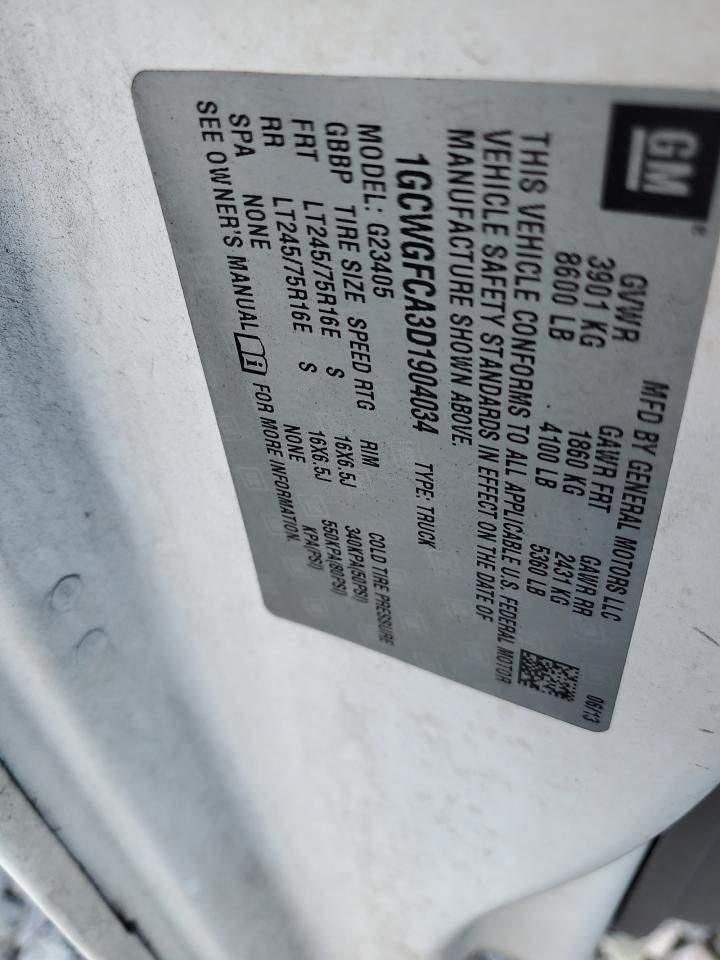 GM®
MFD BY GENERAL MOTORS LLC 06/13
GVWR GAWR FRT GAWR RR
3901 KG 1860 KG 2431 KG
8600 LB 4100 LB 5360 LB
THIS VEHICLE CONFORMS TO ALL APPLICABLE U.S. FEDERAL MOTOR
VEHICLE SAFETY STANDARDS IN EFFECT ON THE DATE OF
MANUFACTURE SHOWN ABOVE.
1GCWGFCA3D1904034 TYPE: TRUCK
MODEL: G23405
GBBP TIRE SIZE SPEED RTG RIM COLD TIRE PRESSURE
FRT LT245/75R16E S 16X6.5J 340KPA(50PSI)
RR LT245/75R16E S 16X6.5J 550KPA(80PSI)
SPA NONE NONE KPA(PSI)
SEE OWNER'S MANUAL FOR MORE INFORMATION.